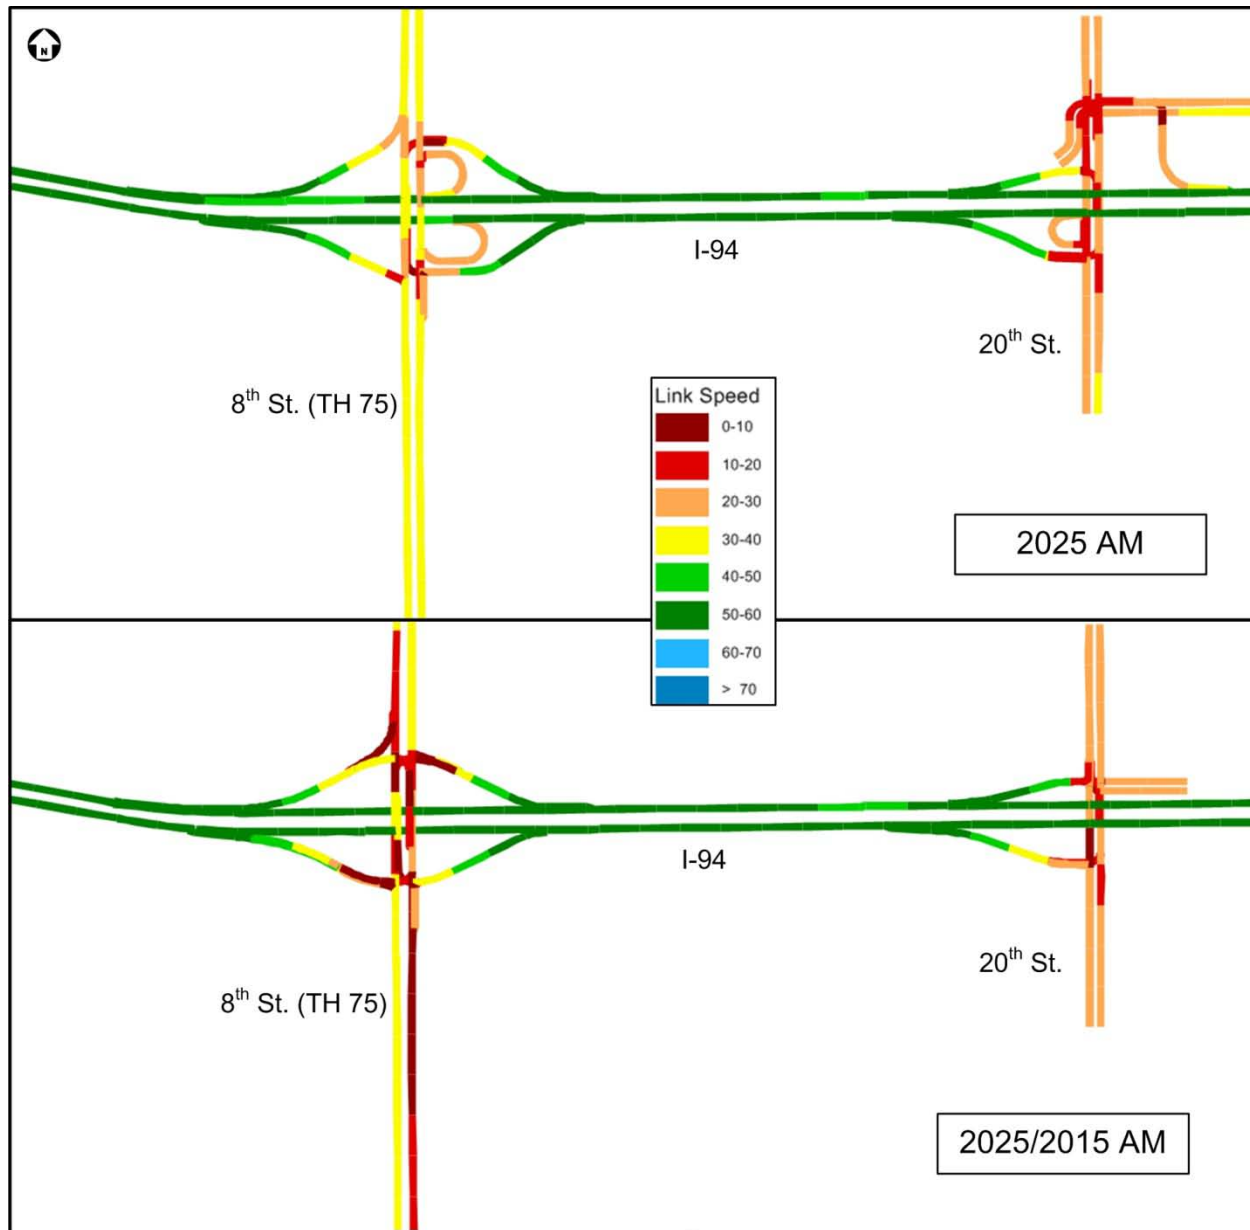 N
I-94
20th St.
8th St. (TH 75)
Link Speed
0-10
10-20
20-30
30-40
40-50
50-60
60-70
> 70
2025 AM
I-94
20th St.
8th St. (TH 75)
2025/2015 AM